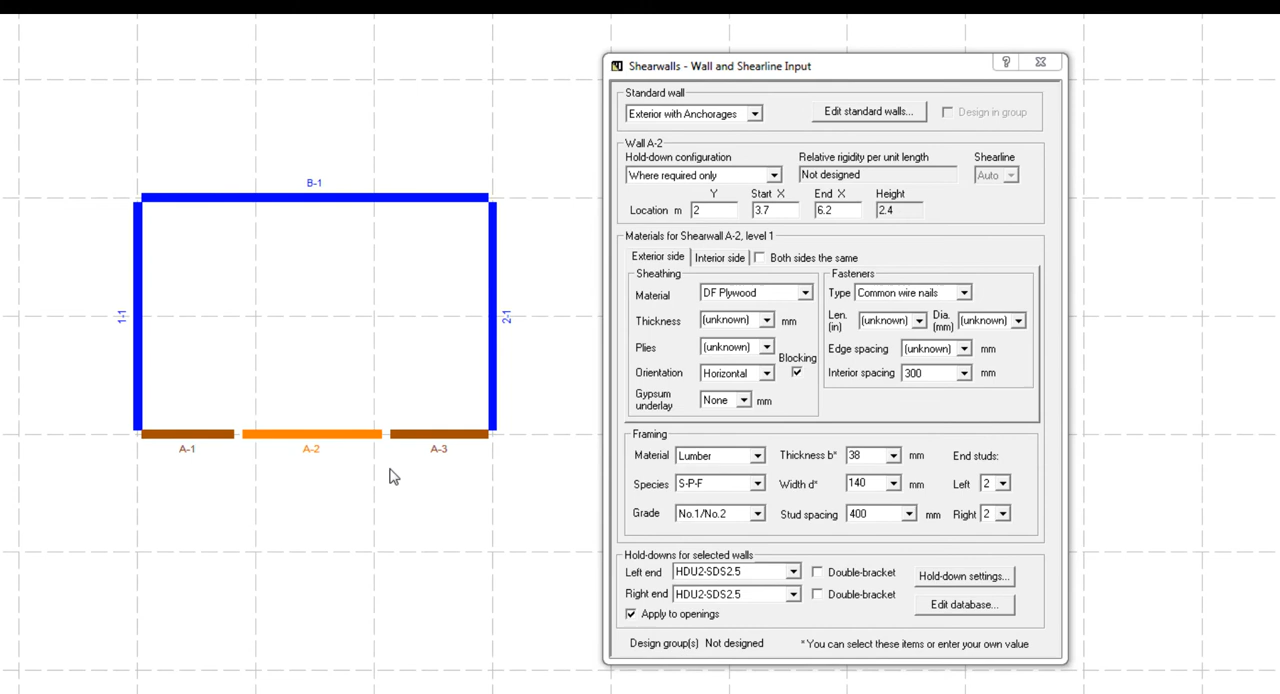 B-1
1-1
2-1
A-1
A-2
A-3
Shearwalls - Wall and Shearline Input
Standard wall
Exterior with Anchorages
Edit standard walls...
Design in group
Wall A-2
Hold-down configuration
Relative rigidity per unit length
Shearline
Where required only
Not designed
Auto
Y
Start X
End X
Height
Location m
2
3.7
6.2
2.4
Materials for Shearwall A-2, level 1
Exterior side
Interior side
Both sides the same
Sheathing
Material
DF Plywood
Thickness
(unknown)
mm
Plies
(unknown)
Blocking
Orientation
Horizontal
Gypsum
underlay
None
mm
Fasteners
Type
Common wire nails
Len.
(in)
(unknown)
Dia.
(mm)
(unknown)
Edge spacing
(unknown)
mm
Interior spacing
300
mm
Framing
Material
Lumber
Thickness b*
38
mm
End studs:
Species
S-P-F
Width d*
140
mm
Left
2
Grade
No.1/No.2
Stud spacing
400
mm
Right
2
Hold-downs for selected walls
Left end
HDU2-SDS2.5
Double-bracket
Hold-down settings...
Right end
HDU2-SDS2.5
Double-bracket
Edit database...
Apply to openings
Design group(s)
Not designed
* You can select these items or enter your own value